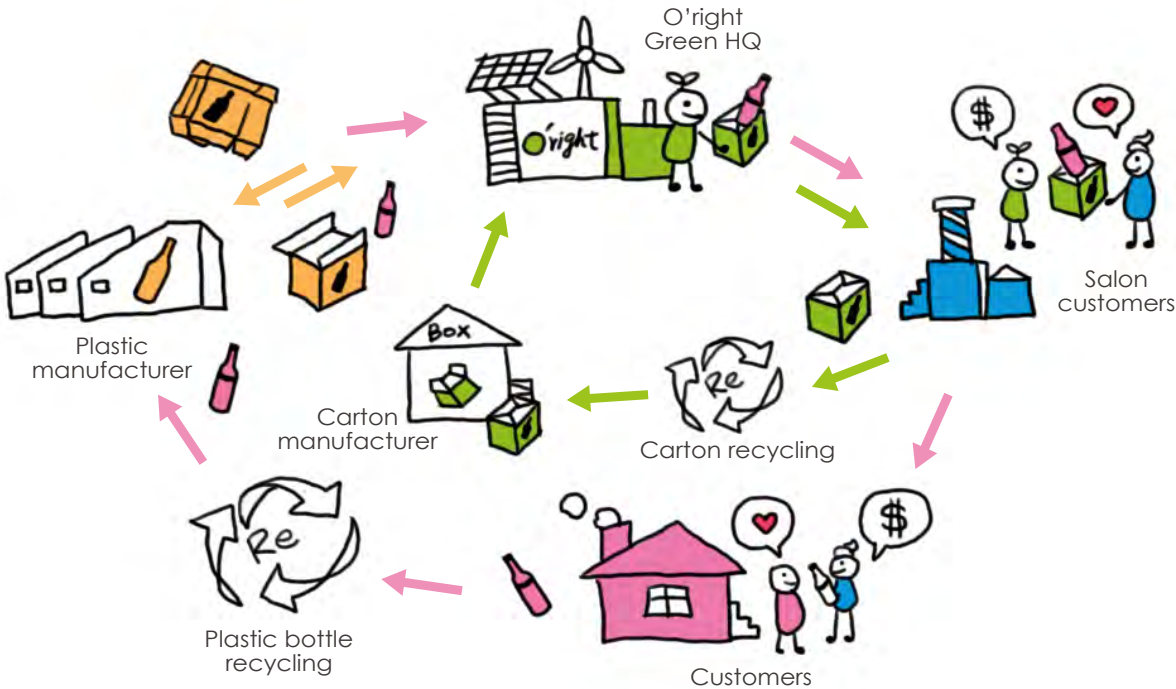 O’right
Green HQ
O'right
$
Salon
customers
Plastic
manufacturer
Box
Carton
manufacturer
Re
Carton recycling
Re
Plastic bottle
recycling
$
Customers